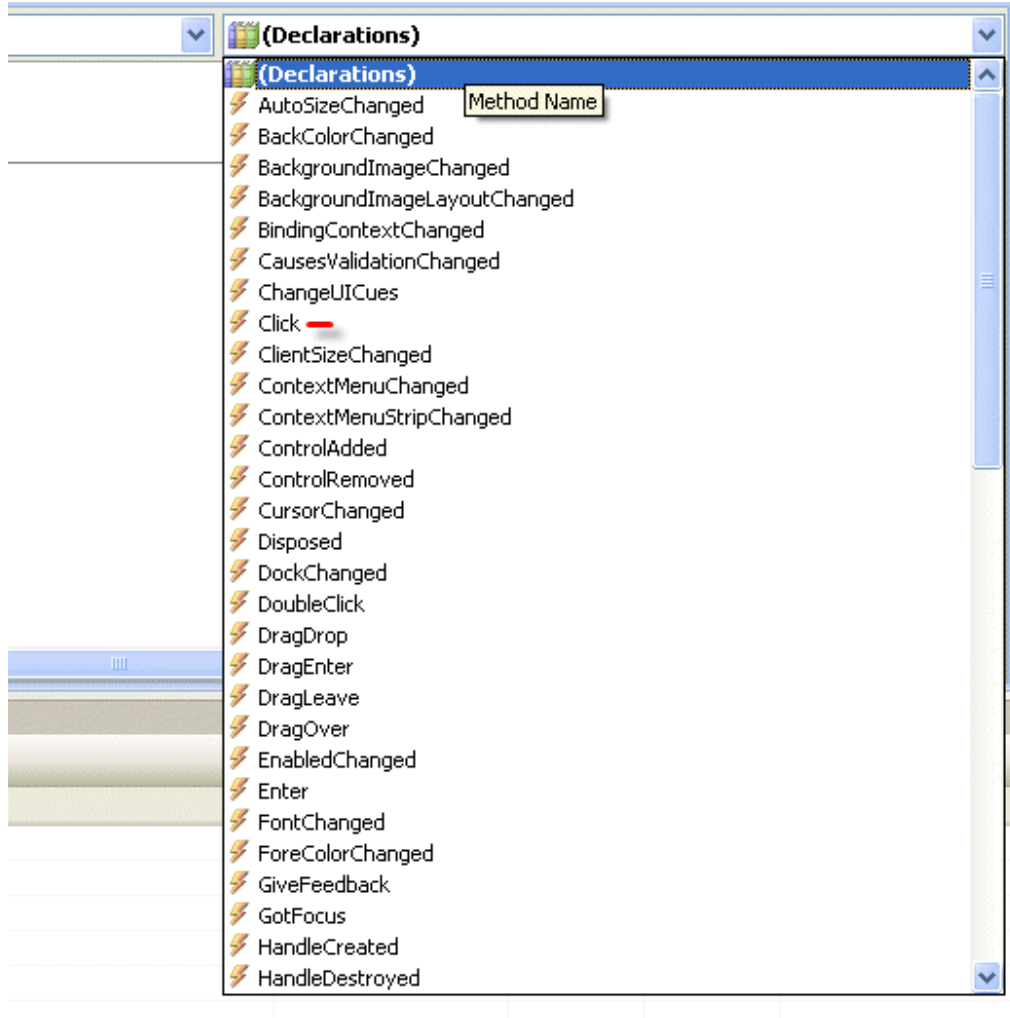 (Declarations)
(Declarations)
Method Name
AutoSizeChanged
BackColorChanged
BackgroundImageChanged
BackgroundImageLayoutChanged
BindingContextChanged
CausesValidationChanged
ChangeUICues
Click
ClientSizeChanged
ContextMenuChanged
ContextMenuStripChanged
ControlAdded
ControlRemoved
CursorChanged
Disposed
DockChanged
DoubleClick
DragDrop
DragEnter
DragLeave
DragOver
EnabledChanged
Enter
FontChanged
ForeColorChanged
GiveFeedback
GotFocus
HandleCreated
HandleDestroyed